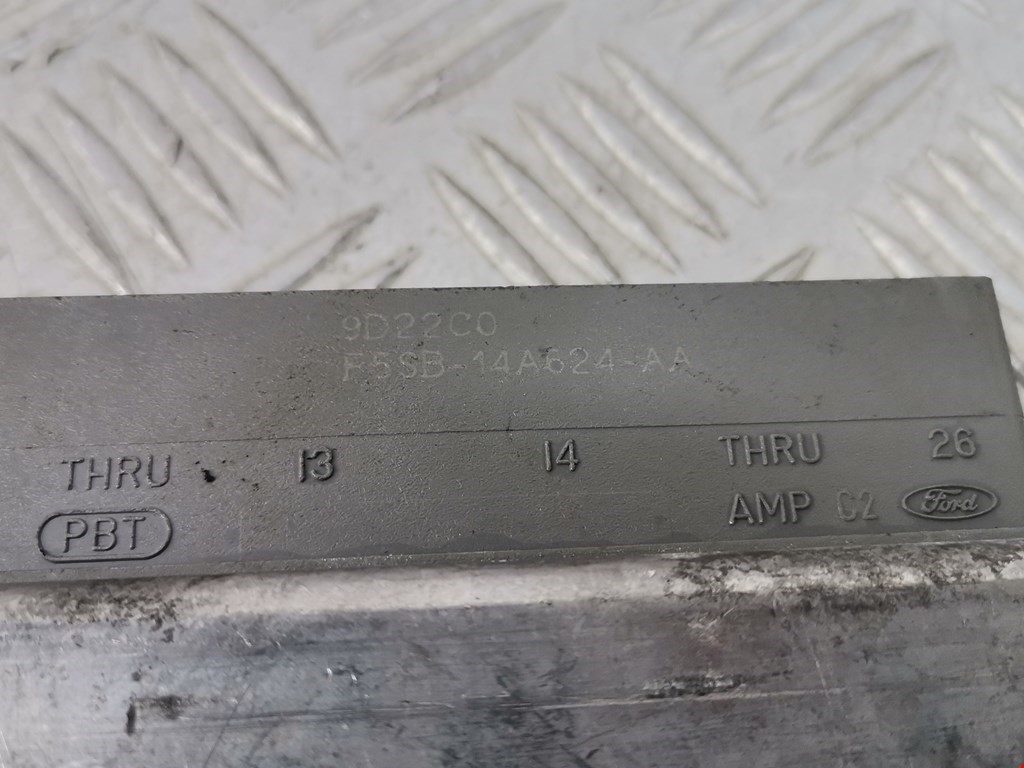 9D22C0
F5SB-14A624-AA
THRU 13 14 THRU 26
PBT AMP C2 Ford